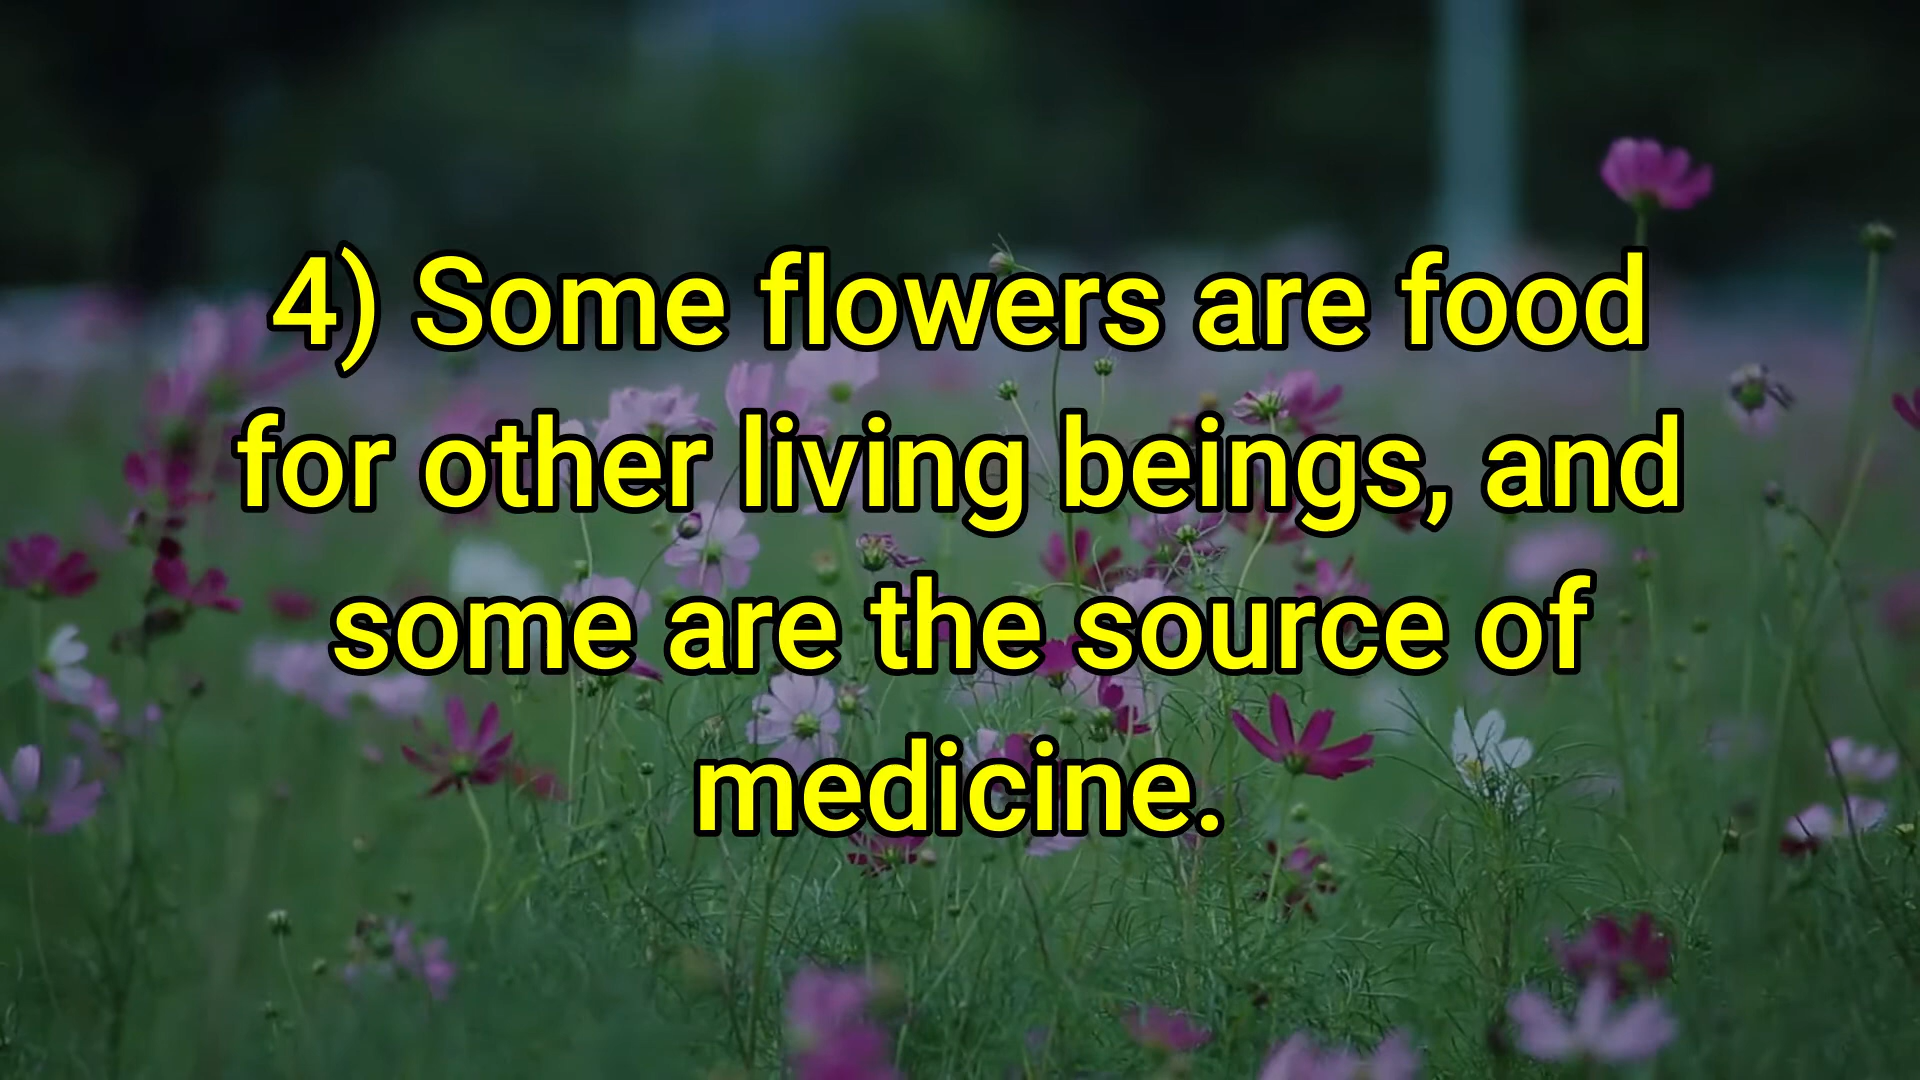 4) Some flowers are food
for other living beings, and
some are the source of
medicine.